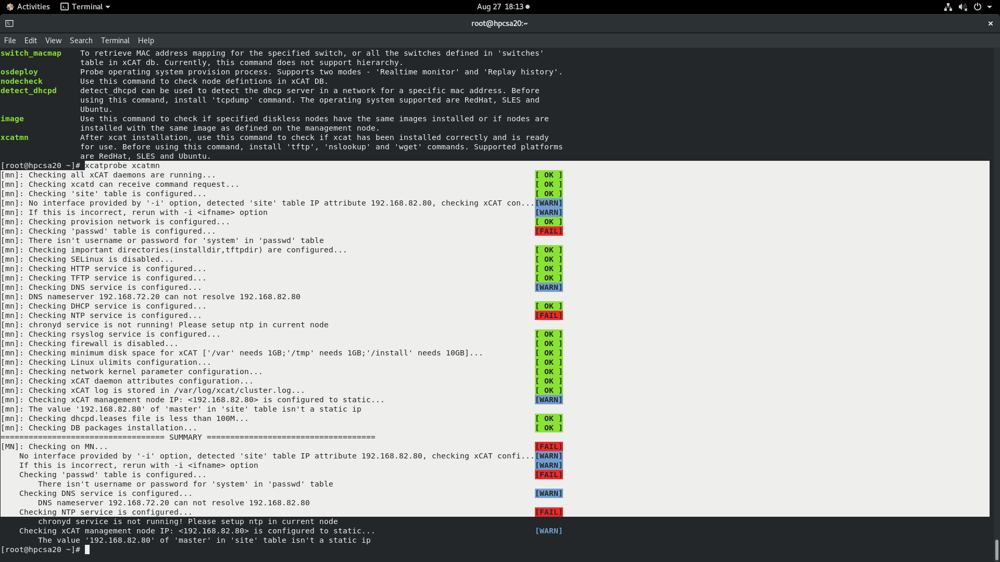 Activities Terminal Aug 27 18:13
root@hpcsa20:~
File Edit View Search Terminal Help
switch_macmap To retrieve MAC address mapping for the specified switch, or all the switches defined in 'switches'
table in xCAT db. Currently, this command does not support hierarchy.
osdeploy Probe operating system provision process. Supports two modes - 'Realtime monitor' and 'Replay history'.
nodecheck Use this command to check node defintions in xCAT DB.
detect_dhcpd detect_dhcpd can be used to detect the dhcp server in a network for a specific mac address. Before
using this command, install 'tcpdump' command. The operating system supported are RedHat, SLES and
Ubuntu.
image Use this command to check if specified diskless nodes have the same images installed or if nodes are
installed with the same image as defined on the management node.
xcatmn After xcat installation, use this command to check if xcat has been installed correctly and is ready
for use. Before using this command, install 'tftp', 'nslookup' and 'wget' commands. Supported platforms
are RedHat, SLES and Ubuntu.
[root@hpcsa20 ~]# xcatprobe xcatmn
[mn]: Checking all xCAT daemons are running... [ OK ]
[mn]: Checking xcatd can receive command request... [ OK ]
[mn]: Checking 'site' table is configured... [ OK ]
[mn]: No interface provided by '-i' option, detected 'site' table IP attribute 192.168.82.80, checking xCAT con...[WARN]
[mn]: If this is incorrect, rerun with -i <ifname> option [WARN]
[mn]: Checking provision network is configured... [ OK ]
[mn]: Checking 'passwd' table is configured... [FAIL]
[mn]: There isn't username or password for 'system' in 'passwd' table
[mn]: Checking important directories(installdir,tftpdir) are configured... [ OK ]
[mn]: Checking SELinux is disabled... [ OK ]
[mn]: Checking HTTP service is configured... [ OK ]
[mn]: Checking TFTP service is configured... [ OK ]
[mn]: Checking DNS service is configured... [WARN]
[mn]: DNS nameserver 192.168.72.20 can not resolve 192.168.82.80
[mn]: Checking DHCP service is configured... [ OK ]
[mn]: Checking NTP service is configured... [FAIL]
[mn]: chronyd service is not running! Please setup ntp in current node
[mn]: Checking rsyslog service is configured... [ OK ]
[mn]: Checking firewall is disabled... [ OK ]
[mn]: Checking minimum disk space for xCAT ['/var' needs 1GB;'/tmp' needs 1GB;'/install' needs 10GB]... [ OK ]
[mn]: Checking Linux ulimits configuration... [ OK ]
[mn]: Checking network kernel parameter configuration... [ OK ]
[mn]: Checking xCAT daemon attributes configuration... [ OK ]
[mn]: Checking xCAT log is stored in /var/log/xcat/cluster.log... [ OK ]
[mn]: Checking xCAT management node IP: <192.168.82.80> is configured to static... [WARN]
[mn]: The value '192.168.82.80' of 'master' in 'site' table isn't a static ip
[mn]: Checking dhcpd.leases file is less than 100M... [ OK ]
[mn]: Checking DB packages installation... [ OK ]
=================================== SUMMARY ====================================
[MN]: Checking on MN... [FAIL]
No interface provided by '-i' option, detected 'site' table IP attribute 192.168.82.80, checking xCAT confi...[WARN]
If this is incorrect, rerun with -i <ifname> option [WARN]
Checking 'passwd' table is configured... [FAIL]
There isn't username or password for 'system' in 'passwd' table
Checking DNS service is configured... [WARN]
DNS nameserver 192.168.72.20 can not resolve 192.168.82.80
Checking NTP service is configured... [FAIL]
chronyd service is not running! Please setup ntp in current node
Checking xCAT management node IP: <192.168.82.80> is configured to static... [WARN]
The value '192.168.82.80' of 'master' in 'site' table isn't a static ip
[root@hpcsa20 ~]#